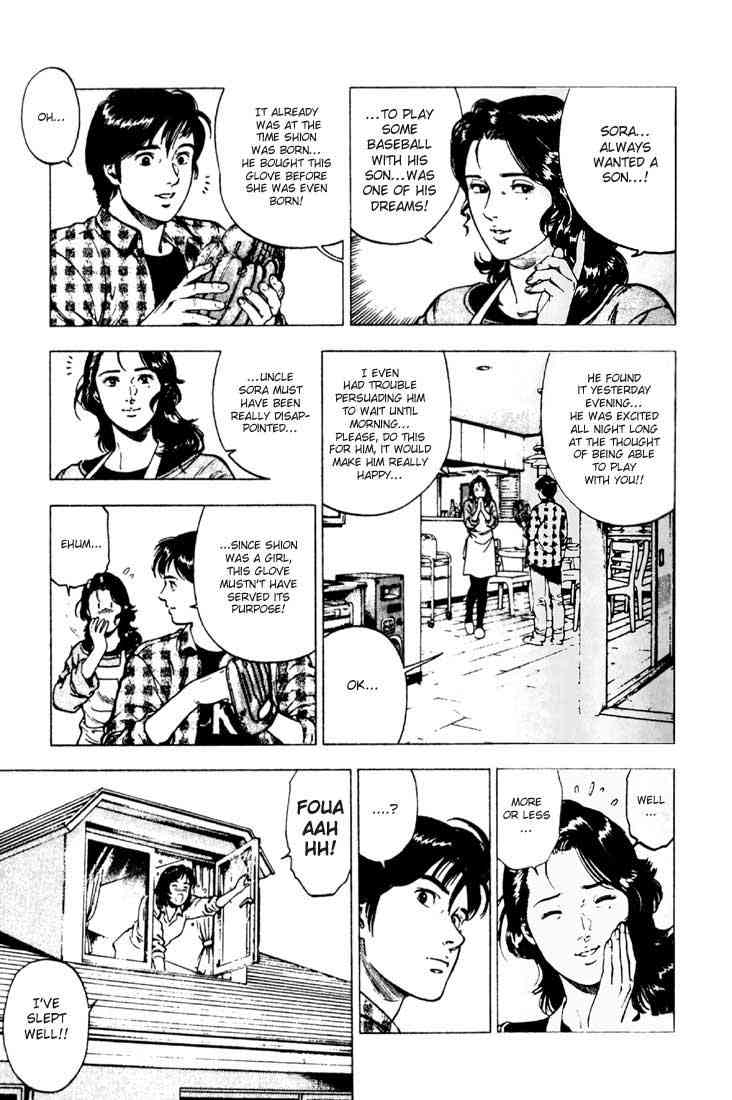 SORA...
ALWAYS
WANTED A
SON...!
...TO PLAY
SOME
BASEBALL
WITH HIS
SON...WAS
ONE OF HIS
DREAMS!
IT ALREADY
WAS AT THE
TIME SHION
WAS BORN...
HE BOUGHT THIS
GLOVE BEFORE
SHE WAS EVEN
BORN!
OH...
HE FOUND
IT YESTERDAY
EVENING...
HE WAS EXCITED
ALL NIGHT LONG
AT THE THOUGHT
OF BEING ABLE
TO PLAY
WITH YOU!!
I EVEN
HAD TROUBLE
PERSUADING HIM
TO WAIT UNTIL
MORNING...
PLEASE, DO THIS
FOR HIM, IT WOULD
MAKE HIM REALLY
HAPPY...
OK...
...UNCLE
SORA MUST
HAVE BEEN
REALLY DISAP-
POINTED...
...SINCE SHION
WAS A GIRL,
THIS GLOVE
MUSTN'T HAVE
SERVED ITS
PURPOSE!
EHUM...
K
WELL
...
MORE
OR LESS
...
....?
FOUA
AAH
HH!
I'VE
SLEPT
WELL!!